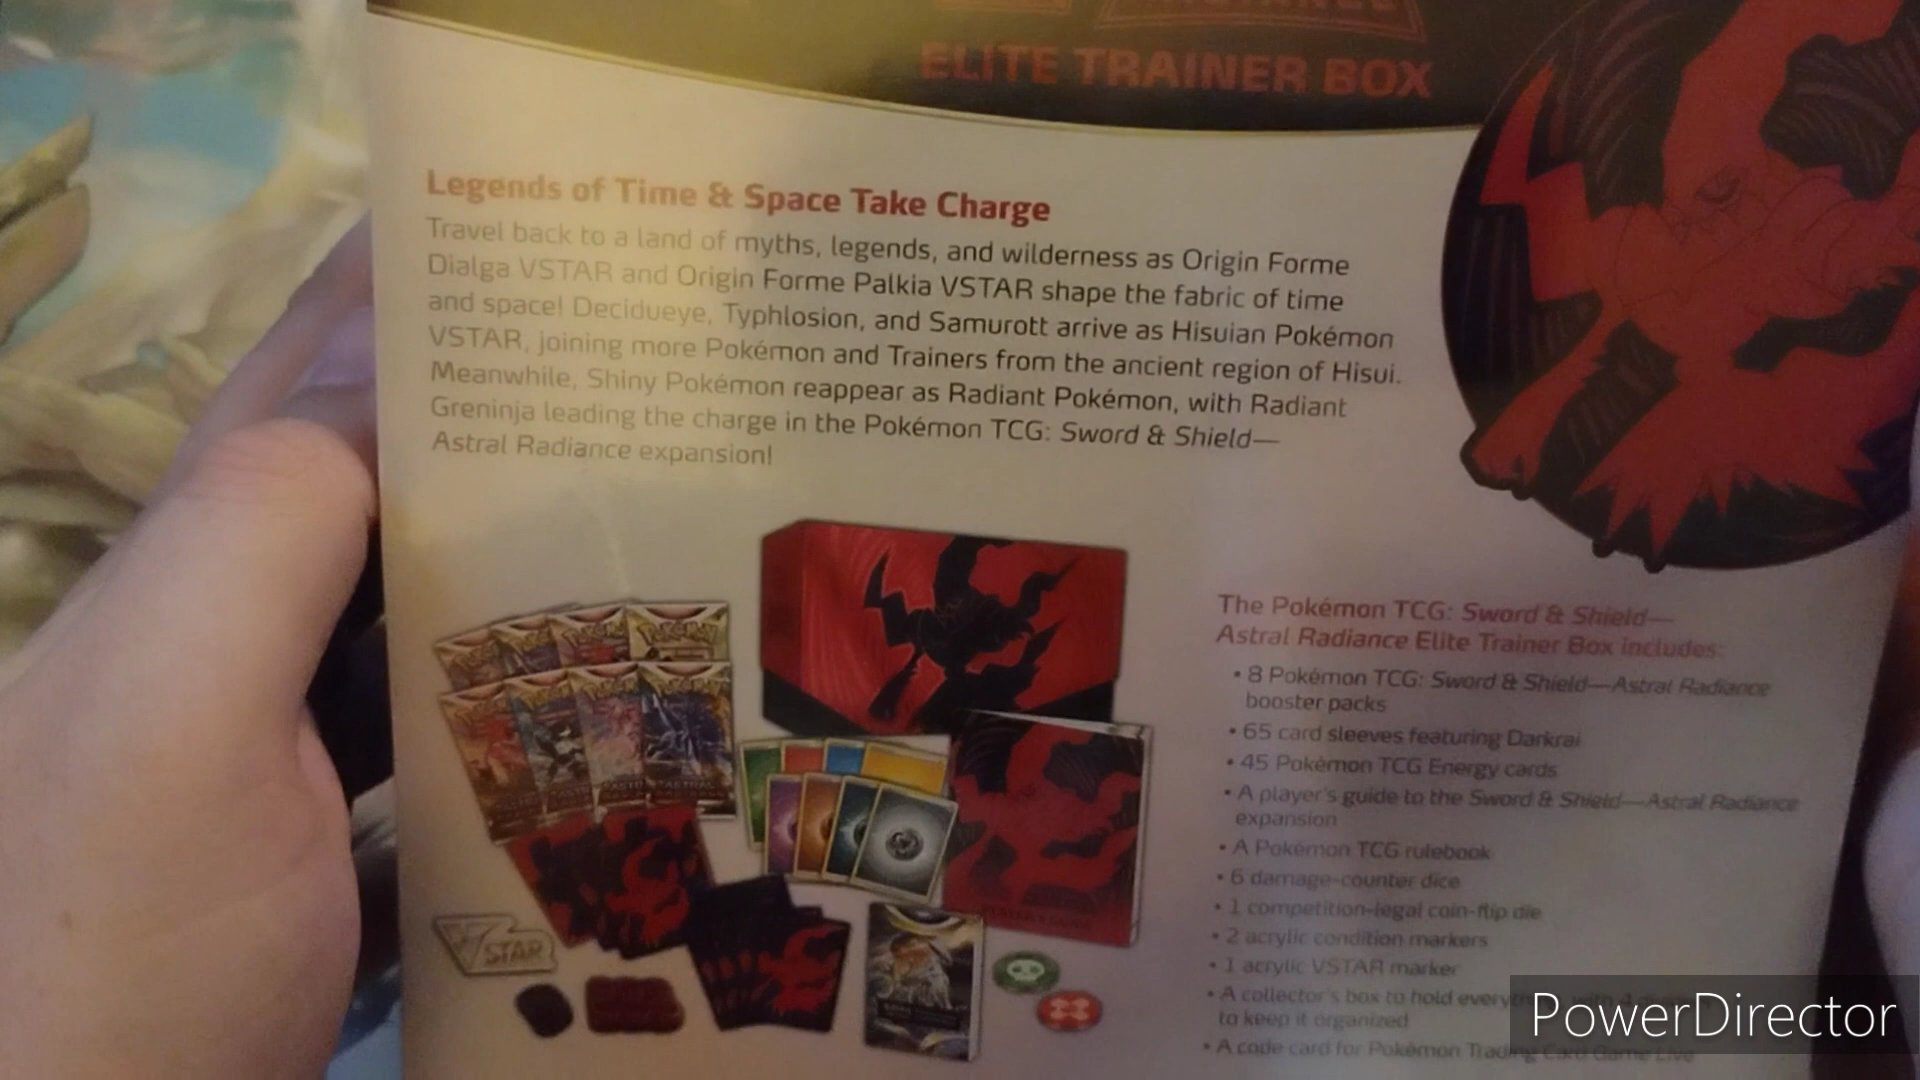 ELITE TRAINER BOX
Legends of Time & Space Take Charge
Travel back to a land of myths, legends, and wilderness as Origin Forme
Dialga VSTAR and Origin Forme Palkia VSTAR shape the fabric of time
and space! Decidueye, Typhlosion, and Samurott arrive as Hisuian Pokémon
VSTAR, joining more Pokémon and Trainers from the ancient region of Hisui.
Meanwhile, Shiny Pokémon reappear as Radiant Pokémon, with Radiant
Greninja leading the charge in the Pokémon TCG: Sword & Shield—
Astral Radiance expansion!
The Pokémon TCG: Sword & Shield—
Astral Radiance Elite Trainer Box includes:
• 8 Pokémon TCG: Sword & Shield—Astral Radiance
booster packs
• 65 card sleeves featuring Darkrai
• 45 Pokémon TCG Energy cards
• A player's guide to the Sword & Shield—Astral Radiance
expansion
• A Pokémon TCG rulebook
• 6 damage-counter dice
• 1 competition-legal coin-flip die
• 2 acrylic condition markers
• 1 acrylic VSTAR marker
• A collector's box to hold everything, with 4
to keep it organized
• A code card for Pokémon Trading Card Game Live
VSTAR
PowerDirector